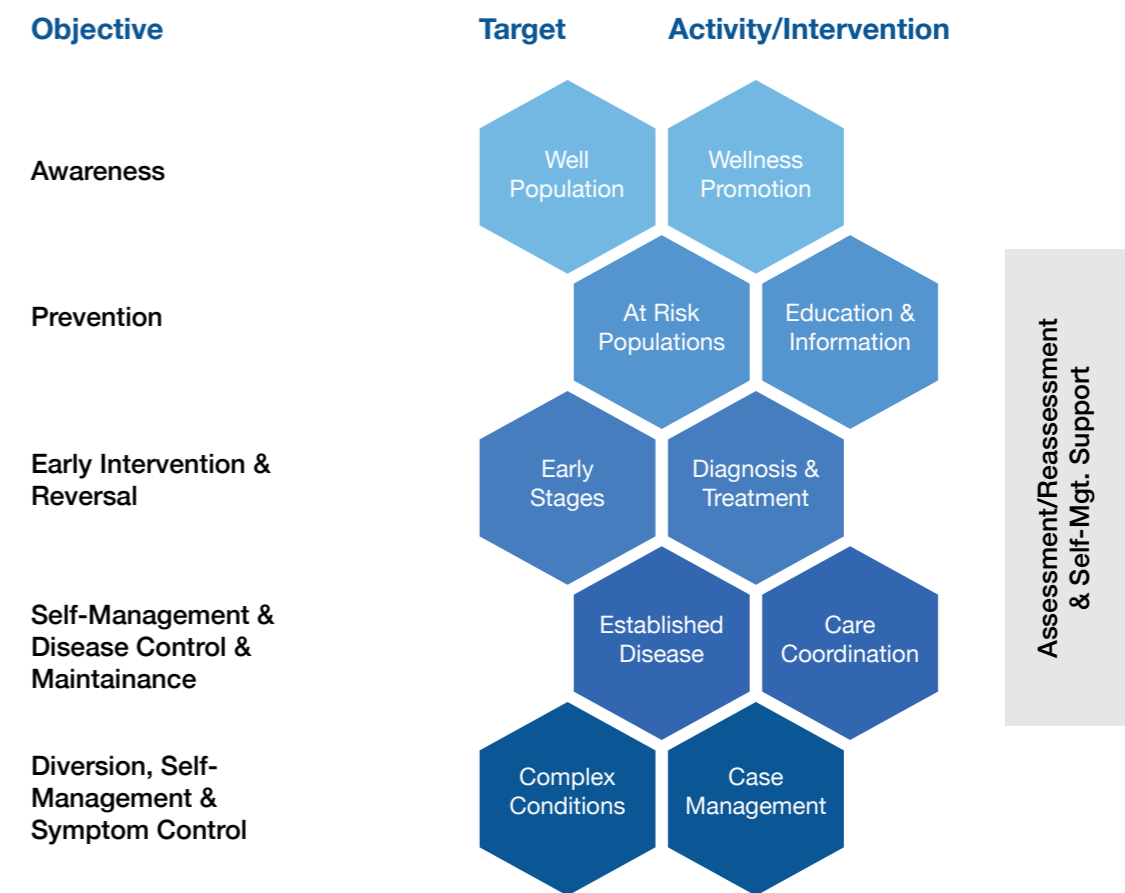 Objective Target Activity/Intervention
Awareness
Well
Population
Wellness
Promotion
Prevention
At Risk
Populations
Education &
Information
Early Intervention &
Reversal
Early
Stages
Diagnosis &
Treatment
Self-Management &
Disease Control &
Maintainance
Established
Disease
Care
Coordination
Diversion, Self-
Management &
Symptom Control
Complex
Conditions
Case
Management
Assessment/Reassessment
& Self-Mgt. Support